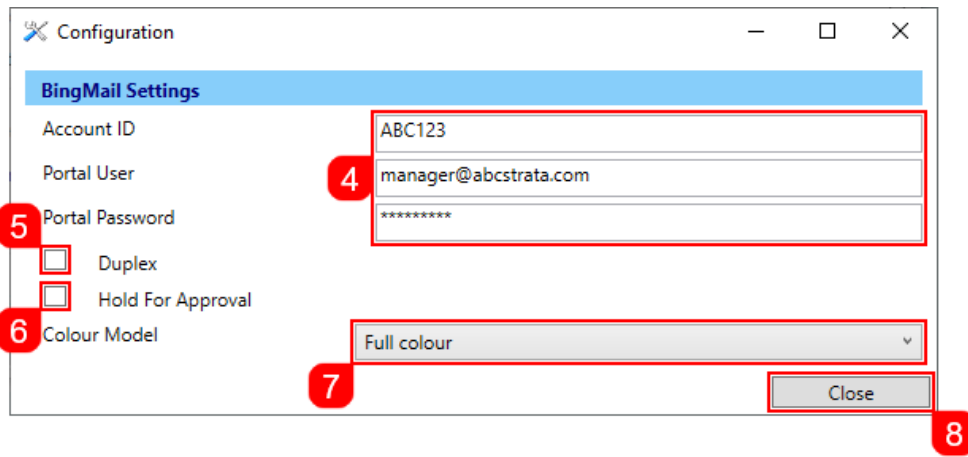 Configuration
BingMail Settings
Account ID ABC123
4
Portal User manager@abcstrata.com
Portal Password *********
5
Duplex
Hold For Approval
6
Colour Model Full colour
7
Close
8